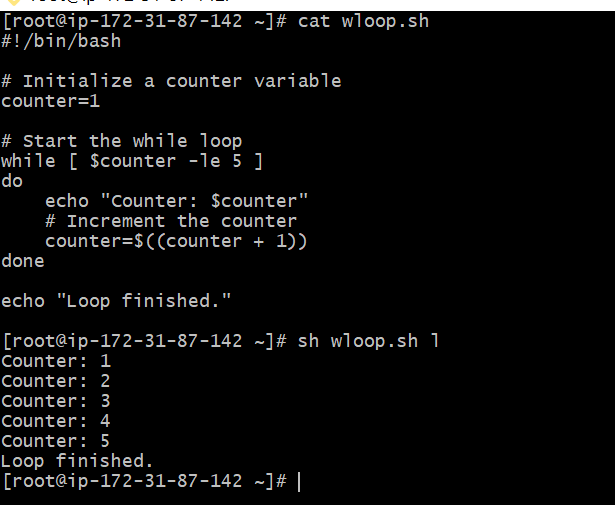 [root@ip-172-31-87-142 ~]# cat wloop.sh
#!/bin/bash

# Initialize a counter variable
counter=1

# Start the while loop
while [ $counter -le 5 ]
do
    echo "Counter: $counter"
    # Increment the counter
    counter=$((counter + 1))
done

echo "Loop finished."

[root@ip-172-31-87-142 ~]# sh wloop.sh l
Counter: 1
Counter: 2
Counter: 3
Counter: 4
Counter: 5
Loop finished.
[root@ip-172-31-87-142 ~]#